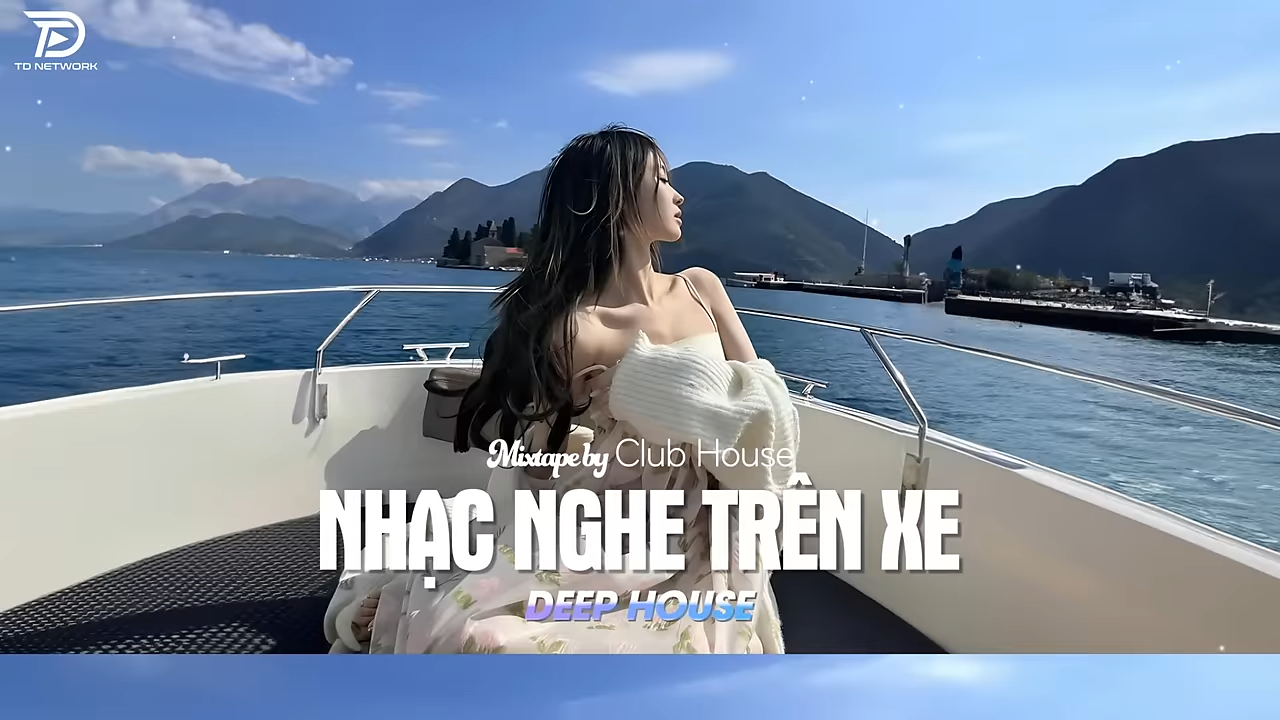 TD NETWORK
Mixtape by Club House
NHẠC NGHE TRÊN XE
DEEP HOUSE